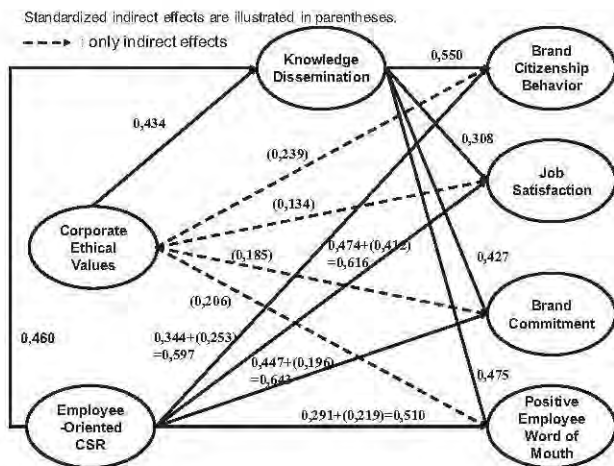 Standardized indirect effects are illustrated in parentheses.
only indirect effects
Knowledge
Dissemination
0,550
Brand
Citizenship
Behavior
0,434
(0,239)
0,308
Job
Satisfaction
(0,134)
Corporate
Ethical
Values
0,474+(0,412)
=0,616
(0,185)
0,427
(0,206)
Brand
Commitment
0,460
0,344+(0,253)
=0,597
0,447+(0,196)
=0,643
0,475
Employee
-Oriented
CSR
0,291+(0,219)=0,510
Positive
Employee
Word of
Mouth